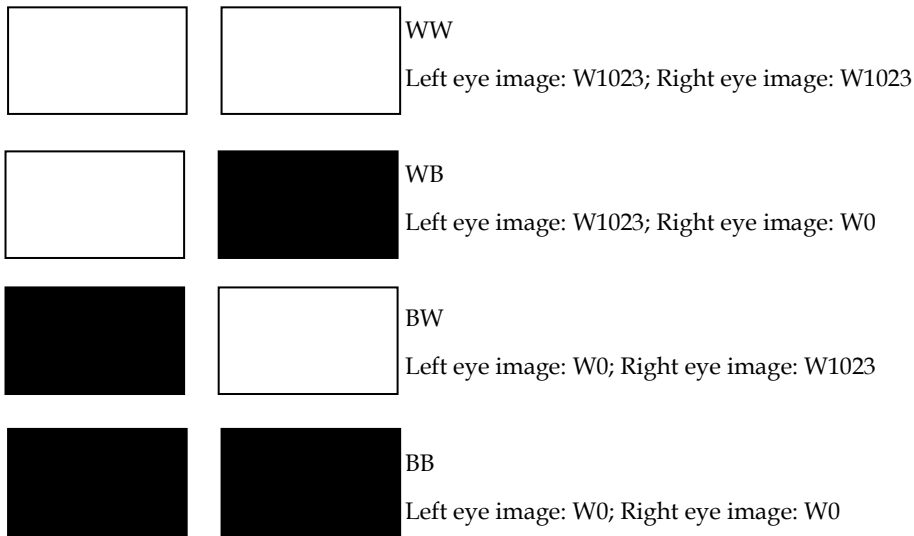 WW
Left eye image: W1023; Right eye image: W1023
WB
Left eye image: W1023; Right eye image: W0
BW
Left eye image: W0; Right eye image: W1023
BB
Left eye image: W0; Right eye image: W0